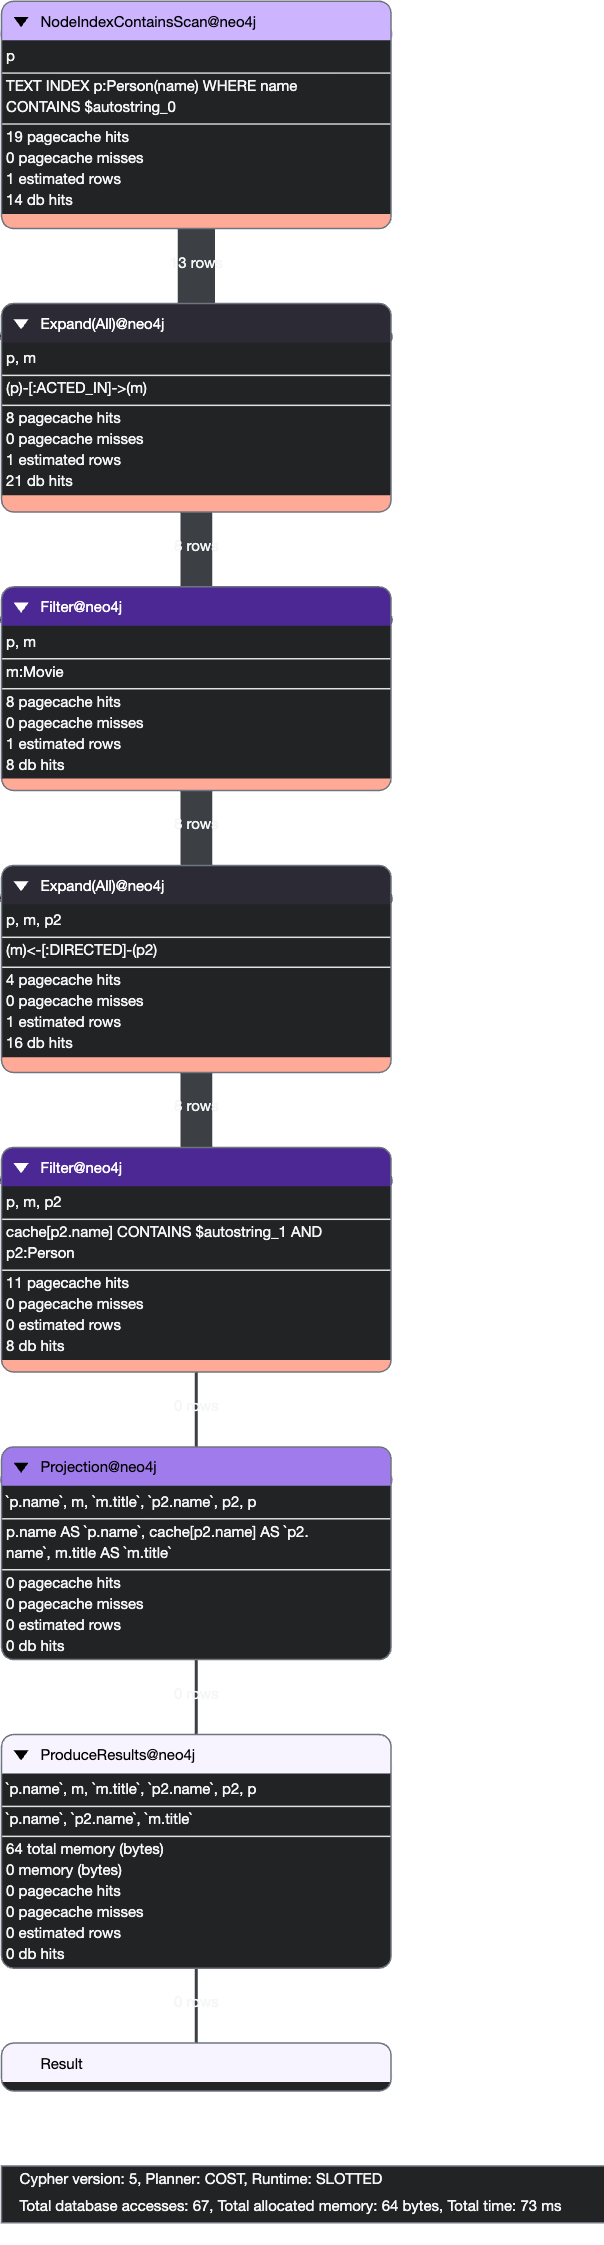 NodeIndexContainsScan@neo4j
p
TEXT INDEX p:Person(name) WHERE name
CONTAINS $autostring_0
19 pagecache hits
0 pagecache misses
1 estimated rows
14 db hits
rows
Expand(All)@neo4j
p, m
(p)-[:ACTED_IN]->(m)
8 pagecache hits
0 pagecache misses
1 estimated rows
21 db hits
rows
Filter@neo4j
p, m
m:Movie
8 pagecache hits
0 pagecache misses
1 estimated rows
8 db hits
rows
Expand(All)@neo4j
p, m, p2
(m)<-[:DIRECTED]-(p2)
4 pagecache hits
0 pagecache misses
1 estimated rows
16 db hits
rows
Filter@neo4j
p, m, p2
cache[p2.name] CONTAINS $autostring_1 AND
p2:Person
11 pagecache hits
0 pagecache misses
0 estimated rows
8 db hits
0 rows
Projection@neo4j
`p.name`, m, `m.title`, `p2.name`, p2, p
p.name AS `p.name`, cache[p2.name] AS `p2.
name`, m.title AS `m.title`
0 pagecache hits
0 pagecache misses
0 estimated rows
0 db hits
0 rows
ProduceResults@neo4j
`p.name`, m, `m.title`, `p2.name`, p2, p
`p.name`, `p2.name`, `m.title`
64 total memory (bytes)
0 memory (bytes)
0 pagecache hits
0 pagecache misses
0 estimated rows
0 db hits
0 rows
Result
Cypher version: 5, Planner: COST, Runtime: SLOTTED
Total database accesses: 67, Total allocated memory: 64 bytes, Total time: 73 ms